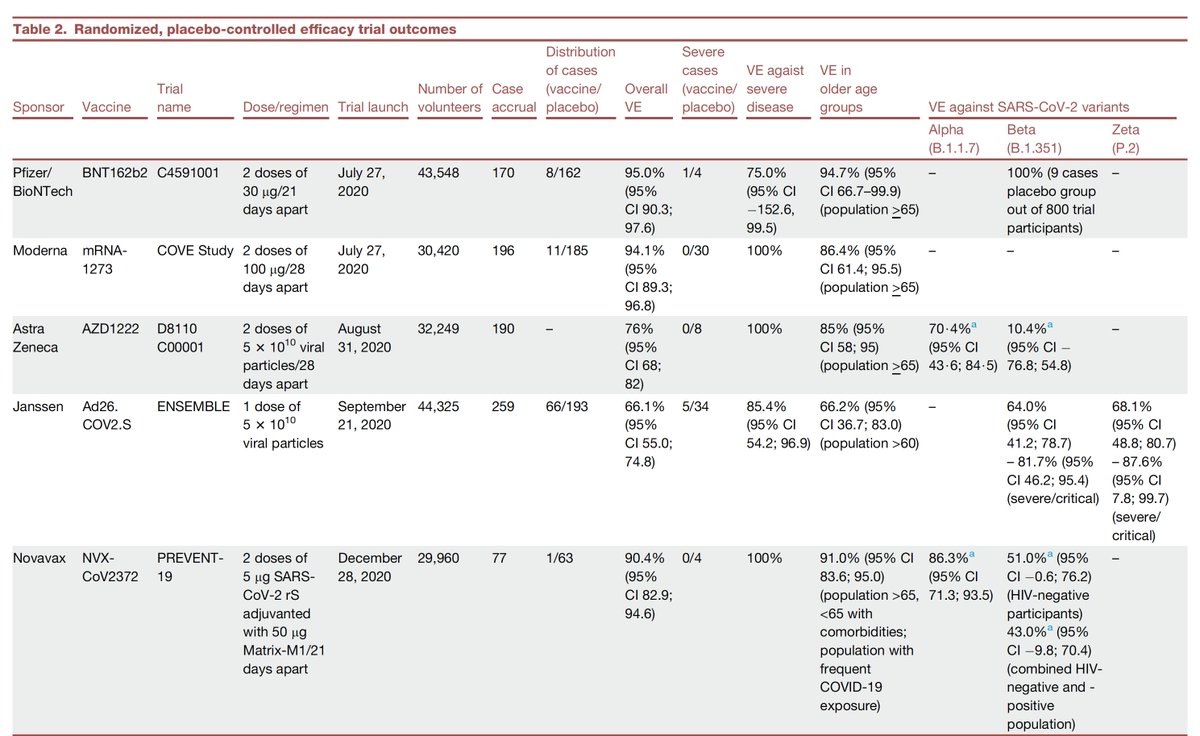 Table 2. Randomized, placebo-controlled efficacy trial outcomes
Sponsor
Vaccine
Trial
name
Dose/regimen
Trial launch
Number of
volunteers
Case
accrual
Distribution
of cases
(vaccine/
placebo)
Overall
VE
Severe
cases
(vaccine/
placebo)
VE agaist
severe
disease
VE in
older age
groups
VE against SARS-CoV-2 variants
Alpha
(B.1.1.7)
Beta
(B.1.351)
Zeta
(P.2)
Pfizer/
BioNTech
BNT162b2
C4591001
2 doses of
30 μg/21
days apart
July 27,
2020
43,548
170
8/162
95.0%
(95%
CI 90.3;
97.6)
1/4
75.0%
(95% CI
−152.6,
99.5)
94.7% (95%
CI 66.7–99.9)
(population ≥65)
–
100% (9 cases
placebo group
out of 800 trial
participants)
–
Moderna
mRNA-
1273
COVE Study
2 doses of
100 μg/28
days apart
July 27,
2020
30,420
196
11/185
94.1%
(95%
CI 89.3;
96.8)
0/30
100%
86.4% (95%
CI 61.4; 95.5)
(population ≥65)
–
–
–
Astra
Zeneca
AZD1222
D8110
C00001
2 doses of
5 × 10¹⁰ viral
particles/28
days apart
August
31, 2020
32,249
190
–
76%
(95%
CI 68;
82)
0/8
100%
85% (95%
CI 58; 95)
(population ≥65)
70·4%ᵃ
(95% CI
43·6; 84·5)
10.4%ᵃ
(95% CI −
76.8; 54.8)
–
Janssen
Ad26.
COV2.S
ENSEMBLE
1 dose of
5 × 10¹⁰
viral particles
September
21, 2020
44,325
259
66/193
66.1%
(95%
CI 55.0;
74.8)
5/34
85.4%
(95% CI
54.2; 96.9)
66.2% (95%
CI 36.7; 83.0)
(population >60)
–
64.0%
(95% CI
41.2; 78.7)
– 81.7% (95%
CI 46.2; 95.4)
(severe/critical)
68.1%
(95% CI
48.8; 80.7)
– 87.6%
(95% CI
7.8; 99.7)
(severe/
critical)
Novavax
NVX-
CoV2372
PREVENT-
19
2 doses of
5 μg SARS-
CoV-2 rS
adjuvanted
with 50 μg
Matrix-M1/21
days apart
December
28, 2020
29,960
77
1/63
90.4%
(95%
CI 82.9;
94.6)
0/4
100%
91.0% (95% CI
83.6; 95.0)
(population >65,
<65 with
comorbidities;
population with
frequent
COVID-19
exposure)
86.3%ᵃ
(95% CI
71.3; 93.5)
51.0%ᵃ (95%
CI −0.6; 76.2)
(HIV-negative
participants)
43.0%ᵃ (95%
CI −9.8; 70.4)
(combined HIV-
negative and -
positive
population)
–